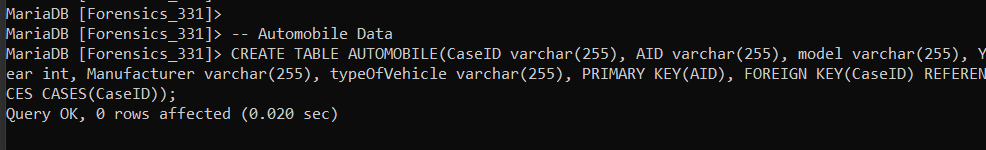 MariaDB [Forensics_331]>
MariaDB [Forensics_331]> -- Automobile Data
MariaDB [Forensics_331]> CREATE TABLE AUTOMOBILE(CaseID varchar(255), AID varchar(255), model varchar(255), Y
ear int, Manufacturer varchar(255), typeOfVehicle varchar(255), PRIMARY KEY(AID), FOREIGN KEY(CaseID) REFEREN
CES CASES(CaseID));
Query OK, 0 rows affected (0.020 sec)